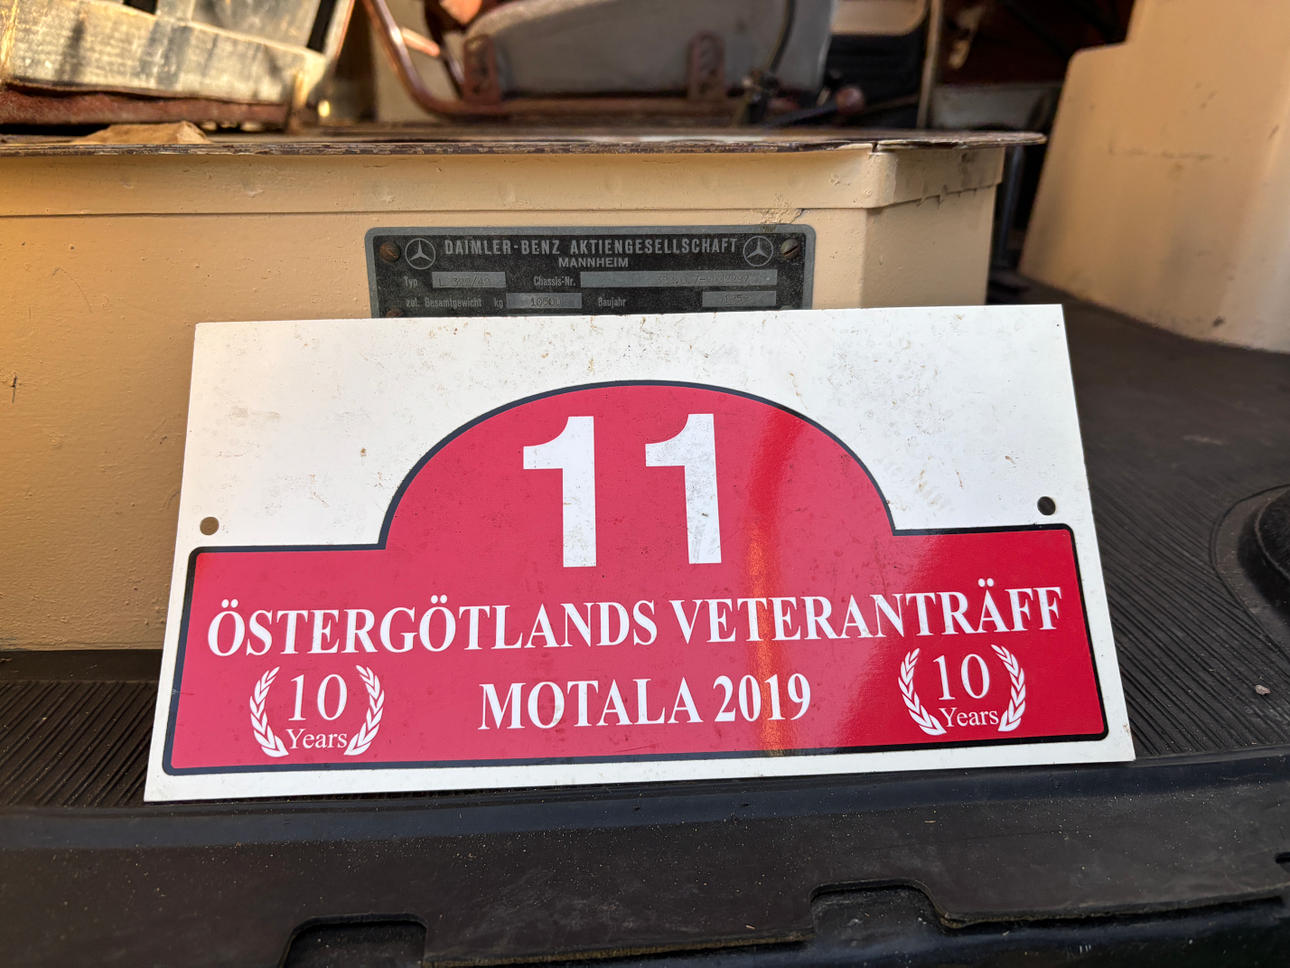 DAIMLER-BENZ AKTIENGESELLSCHAFT
MANNHEIM
Typ Chassis-Nr.
zul. Gesamtgewicht kg Baujahr
11
ÖSTERGÖTLANDS VETERANTRÄFF
MOTALA 2019
10
Years
10
Years